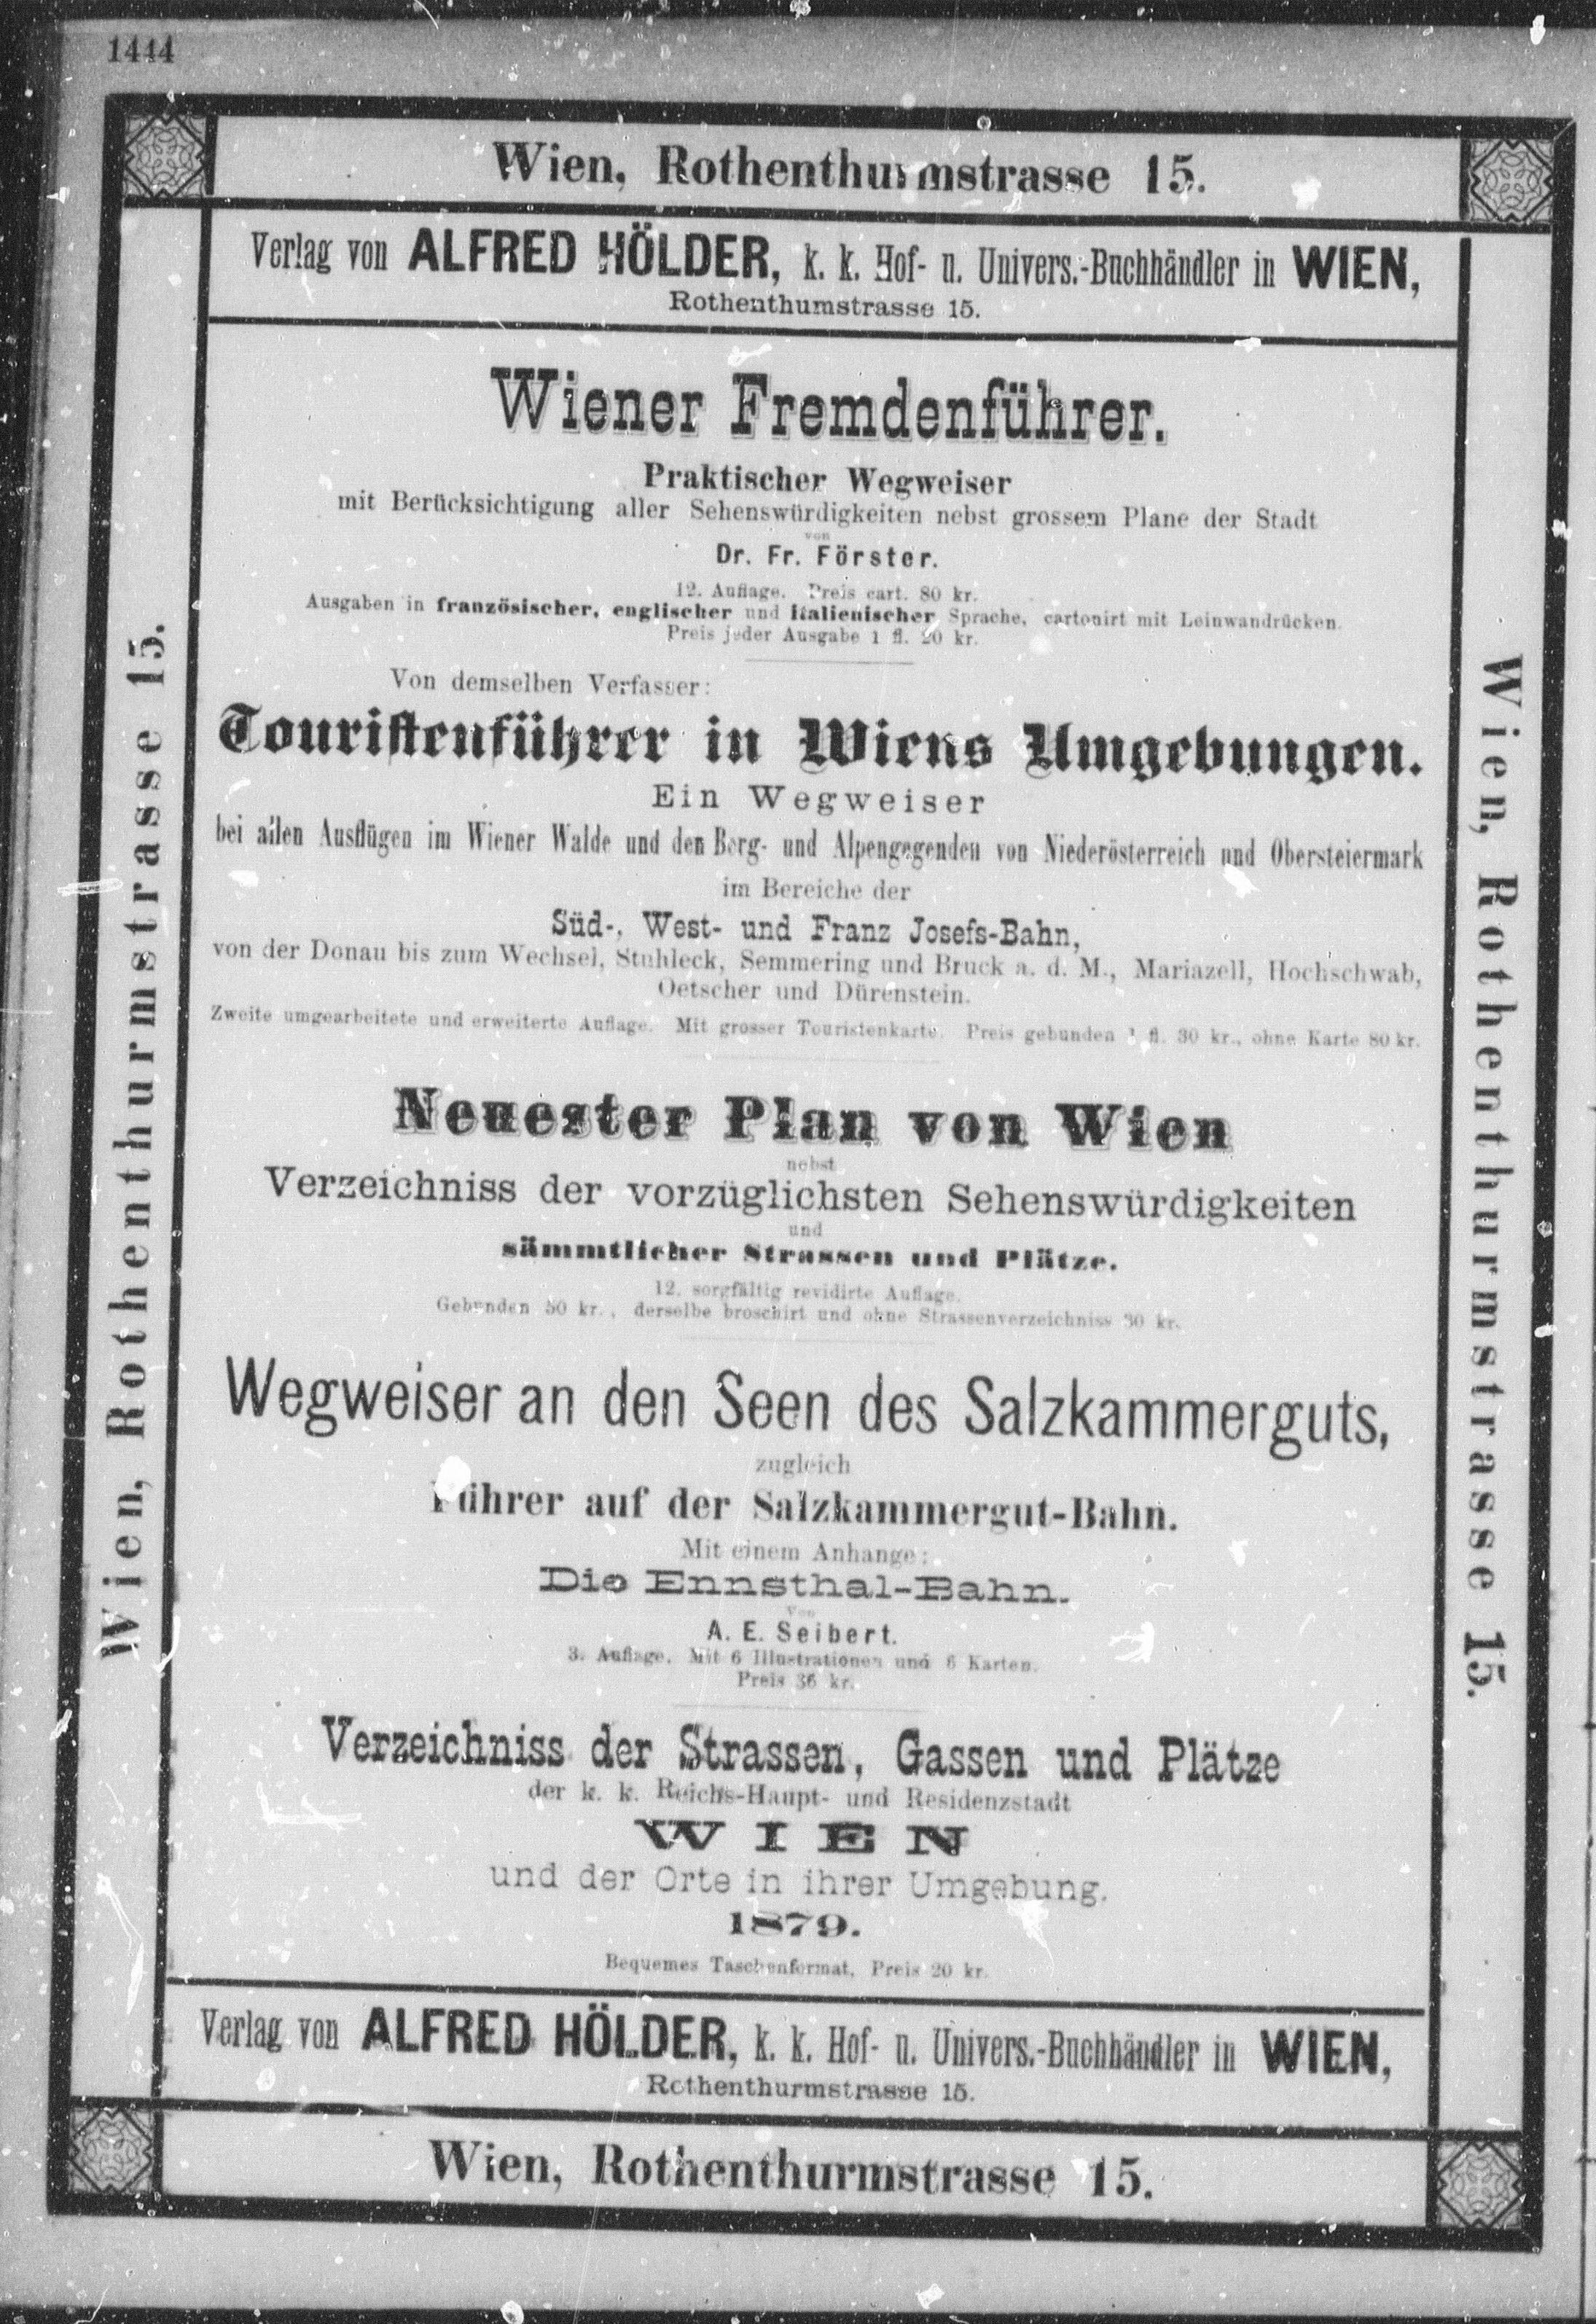 1444
Wien, Rothenthurmstrasse 15.
Verlag von ALFRED HÖLDER, k. k. Hof- u. Univers.-Buchhändler in WIEN,
Rothenthumstrasse 15.
Wiener Fremdenführer.
Praktischer Wegweiser
mit Berücksichtigung aller Sehenswürdigkeiten nebst grossem Plane der Stadt
von
Dr. Fr. Förster.
12. Auflage. Preis cart. 80 kr.
Ausgaben in französischer, englischer und italienischer Sprache, cartonirt mit Leinwandrücken.
Preis jeder Ausgabe 1 fl. 20 kr.
Von demselben Verfasser:
Touristenführer in Wiens Umgebungen.
Ein Wegweiser
bei allen Ausflügen im Wiener Walde und den Berg- und Alpengegenden von Niederösterreich und Obersteiermark
im Bereiche der
Süd-, West- und Franz Josefs-Bahn,
von der Donau bis zum Wechsel, Stuhleck, Semmering und Bruck a. d. M., Mariazell, Hochschwab,
Oetscher und Dürenstein.
Zweite umgearbeitete und erweiterte Auflage. Mit grosser Touristenkarte. Preis gebunden 1 fl. 30 kr., ohne Karte 80 kr.
Neuester Plan von Wien
nebst
Verzeichniss der vorzüglichsten Sehenswürdigkeiten
und
sämmtlicher Strassen und Plätze.
12. sorgfältig revidirte Auflage.
Gebunden 50 kr., derselbe broschirt und ohne Strassenverzeichniss 30 kr.
Wegweiser an den Seen des Salzkammerguts,
zugleich
Führer auf der Salzkammergut-Bahn.
Mit einem Anhange:
Die Ennsthal-Bahn.
Von
A. E. Seibert.
3. Auflage. Mit 6 Illustrationen und 6 Karten.
Preis 36 kr.
Verzeichniss der Strassen, Gassen und Plätze
der k. k. Reichs-Haupt- und Residenzstadt
WIEN
und der Orte in ihrer Umgebung.
1879.
Bequemes Taschenformat, Preis 20 kr.
Verlag von ALFRED HÖLDER, k. k. Hof- u. Univers.-Buchhändler in WIEN,
Rothenthurmstrasse 15.
Wien, Rothenthurmstrasse 15.
Wien, Rothenthurmstrasse 15.
Wien, Rothenthurmstrasse 15.